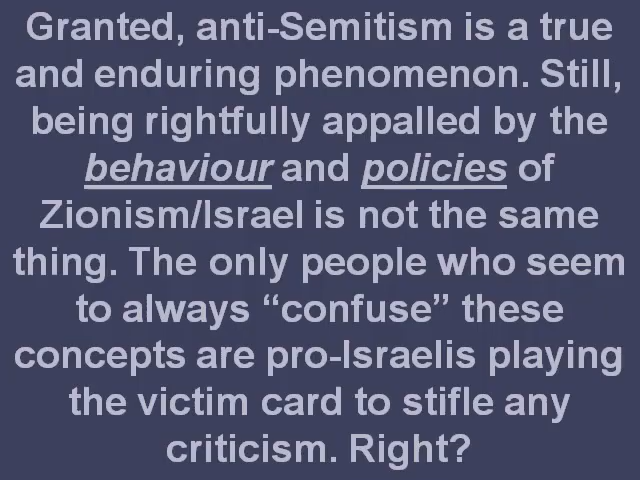 Granted, anti-Semitism is a true
and enduring phenomenon. Still,
being rightfully appalled by the
behaviour and policies of
Zionism/Israel is not the same
thing. The only people who seem
to always “confuse” these
concepts are pro-Israelis playing
the victim card to stifle any
criticism. Right?